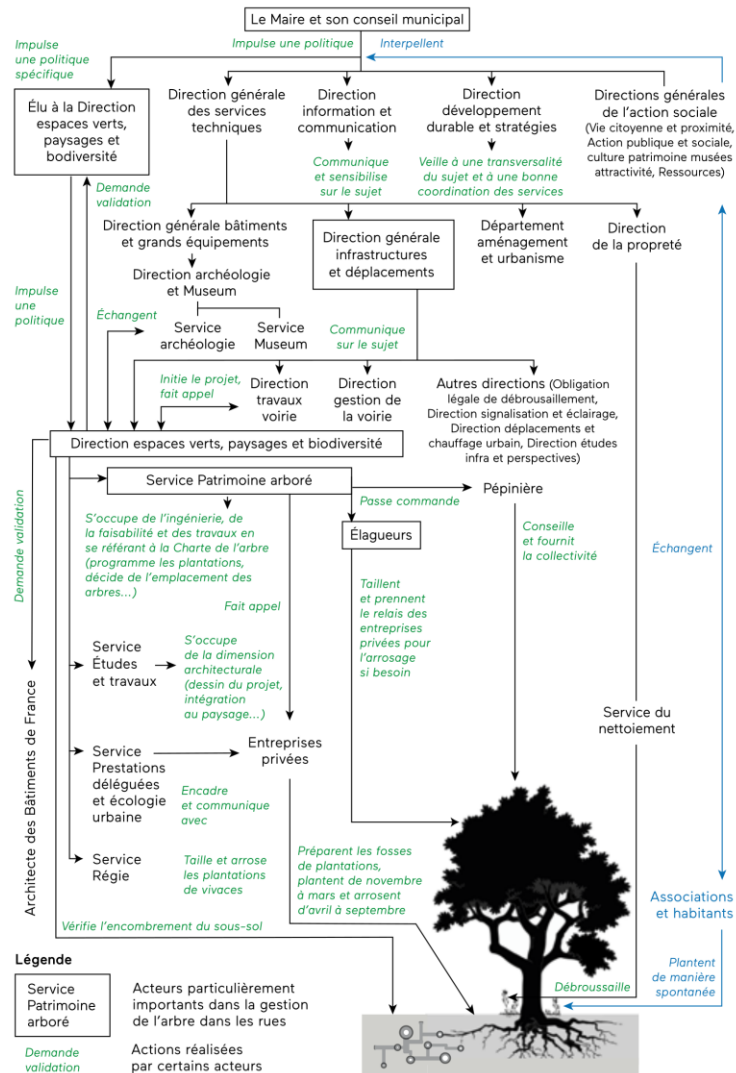 Le Maire et son conseil municipal
Impulse
une politique
spécifique
Impulse une politique
Interpellent
Élu à la Direction
espaces verts,
paysages et
biodiversité
Direction générale
des services
techniques
Direction
information et
communication
Direction
développement
durable et stratégies
Directions générales
de l'action sociale
(Vie citoyenne et proximité,
Action publique et sociale,
culture patrimoine musées
attractivité, Ressources)
Communique
et sensibilise
sur le sujet
Veille à une transversalité
du sujet et à une bonne
coordination des services
Demande
validation
Direction générale bâtiments
et grands équipements
Direction générale
infrastructures
et déplacements
Département
aménagement
et urbanisme
Direction
de la propreté
Direction archéologie
et Museum
Impulse
une
politique
Échangent
Service
archéologie
Service
Museum
Communique
sur le sujet
Initie le projet,
fait appel
Direction
travaux
voirie
Direction
gestion de
la voirie
Autres directions (Obligation
légale de débroussaillement,
Direction signalisation et éclairage,
Direction déplacements et
chauffage urbain, Direction études
infra et perspectives)
Direction espaces verts, paysages et biodiversité
Service Patrimoine arboré
Passe commande
Pépinière
Demande validation
S'occupe de l'ingénierie, de
la faisabilité et des travaux en
se référant à la Charte de l'arbre
(programme les plantations,
décide de l'emplacement des
arbres...)
Élagueurs
Conseille
et fournit
la collectivité
Échangent
Fait appel
Taillent
et prennent
le relais des
entreprises
privées pour
l'arrosage
si besoin
Service
Études
et travaux
S'occupe
de la dimension
architecturale
(dessin du projet,
intégration
au paysage...)
Architecte des Bâtiments de France
Service du
nettoiement
Service
Prestations
déléguées
et écologie
urbaine
Entreprises
privées
Encadre
et communique
avec
Service
Régie
Taille et arrose
les plantations
de vivaces
Préparent les fosses
de plantations,
plantent de novembre
à mars et arrosent
d'avril à septembre
Associations
et habitants
Vérifie l'encombrement du sous-sol
Plantent
de manière
spontanée
Débroussaille
Légende
Service
Patrimoine
arboré
Acteurs particulièrement
importants dans la gestion
de l'arbre dans les rues
Demande
validation
Actions réalisées
par certains acteurs